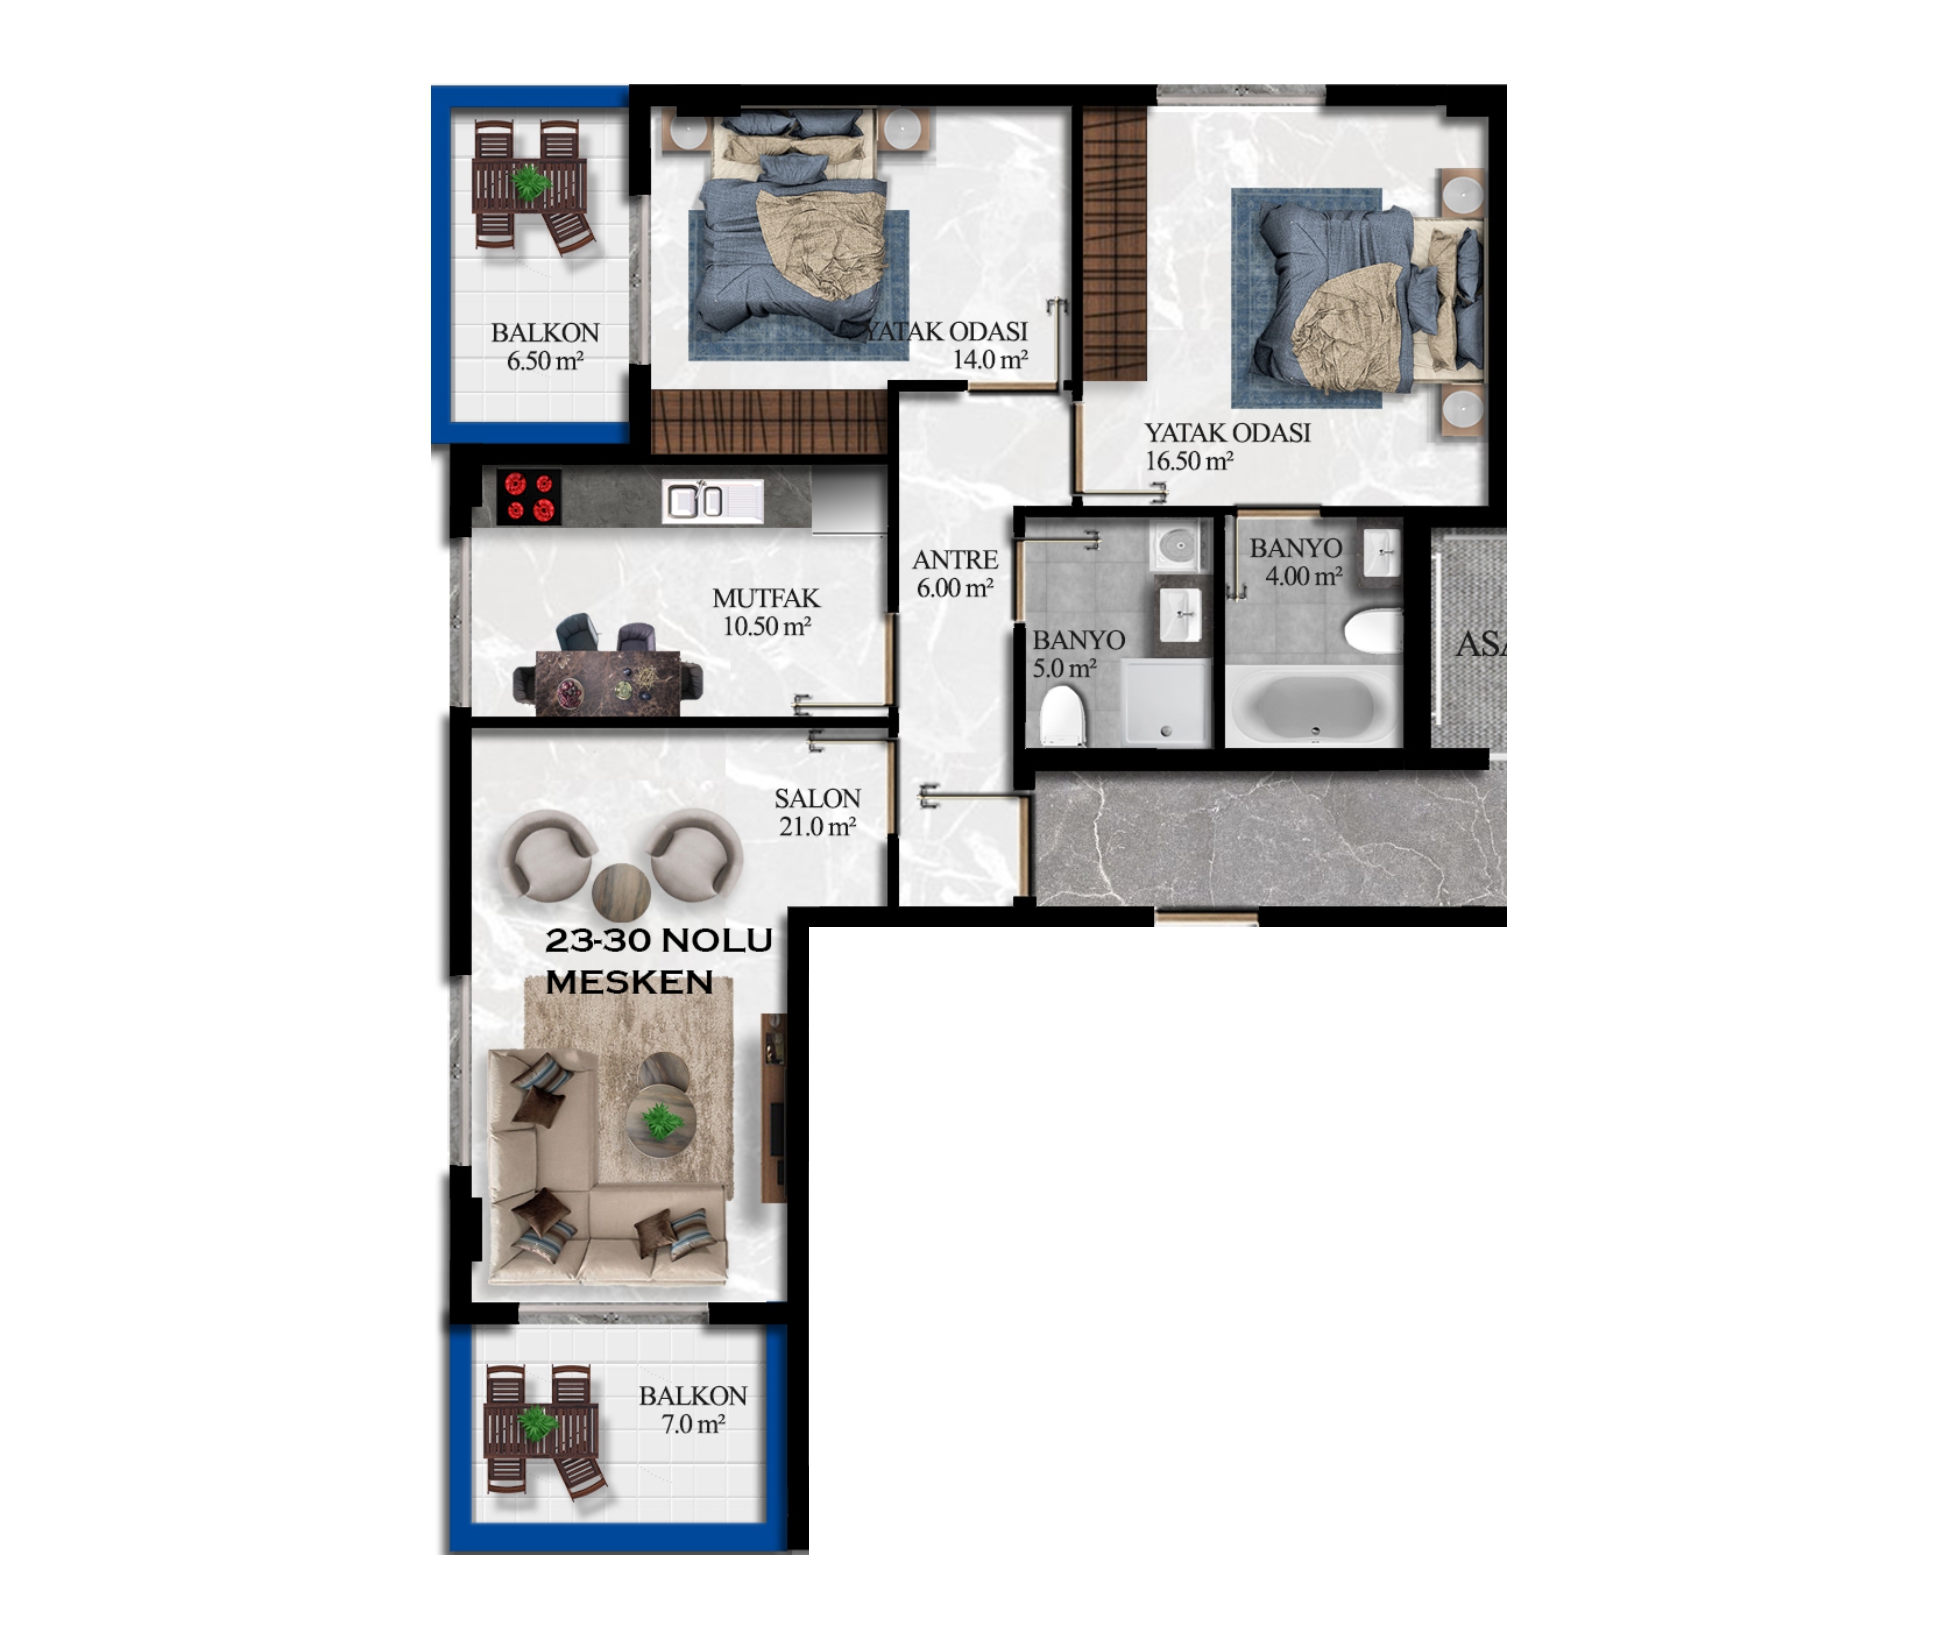 BALKON
6.50 m²
YATAK ODASI
14.0 m²
YATAK ODASI
16.50 m²
MUTFAK
10.50 m²
ANTRE
6.00 m²
BANYO
4.00 m²
BANYO
5.0 m²
ASA
SALON
21.0 m²
23-30 NOLU
MESKEN
BALKON
7.0 m²